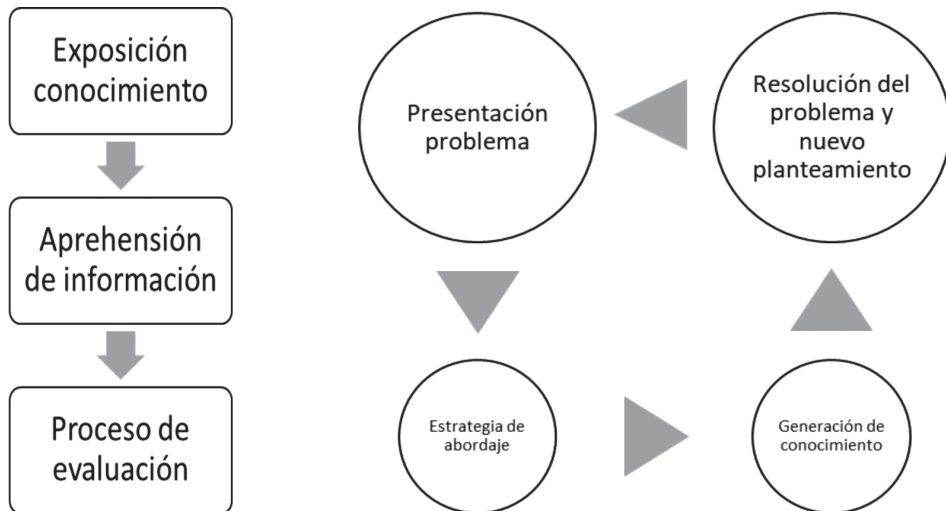 Exposición
conocimiento
Aprehensión
de información
Proceso de
evaluación
Presentación
problema
Resolución del
problema y
nuevo
planteamiento
Estrategia de
abordaje
Generación de
conocimiento